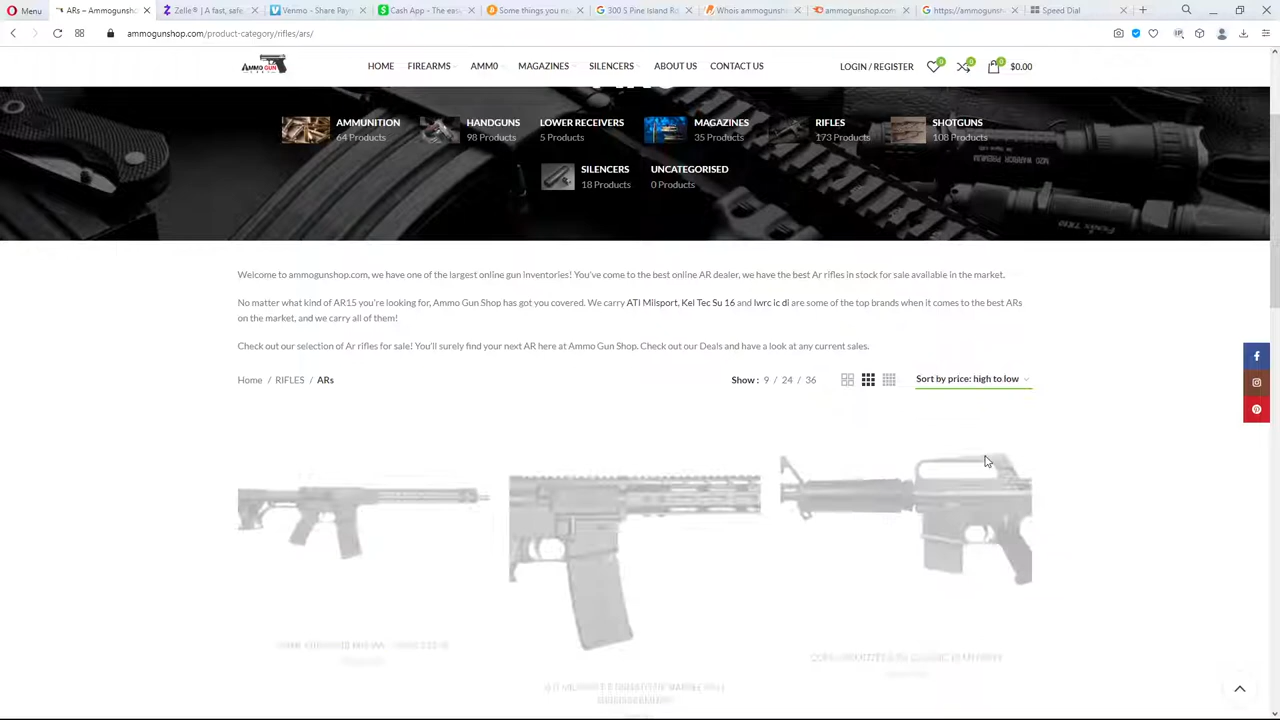 Menu
ARs – Ammogunshop.c
Zelle® | A fast, safe
Venmo - Share Pay
Cash App - The eas
Some things you ri
300 S Pine Island Ro
Whois ammogunsh
ammogunshop.com
https://ammogunsh
Speed Dial
ammogunshop.com/product-category/rifles/ars/
AMMO GUN
HOME
FIREARMS
AMM0
MAGAZINES
SILENCERS
ABOUT US
CONTACT US
LOGIN / REGISTER
0
0
0
$0.00
AMMUNITION
64 Products
HANDGUNS
98 Products
LOWER RECEIVERS
5 Products
MAGAZINES
35 Products
RIFLES
173 Products
SHOTGUNS
108 Products
SILENCERS
18 Products
UNCATEGORISED
0 Products
Welcome to ammogunshop.com, we have one of the largest online gun inventories! You've come to the best online AR dealer, we have the best Ar rifles in stock for sale available in the market.
No matter what kind of AR15 you're looking for, Ammo Gun Shop has got you covered. We carry ATI Milsport, Kel Tec Su 16 and lwrc ic di are some of the top brands when it comes to the best ARs
on the market, and we carry all of them!
Check out our selection of Ar rifles for sale! You'll surely find your next AR here at Ammo Gun Shop. Check out our Deals and have a look at any current sales.
Home / RIFLES / ARs
Show : 9 / 24 / 36
Sort by price: high to low